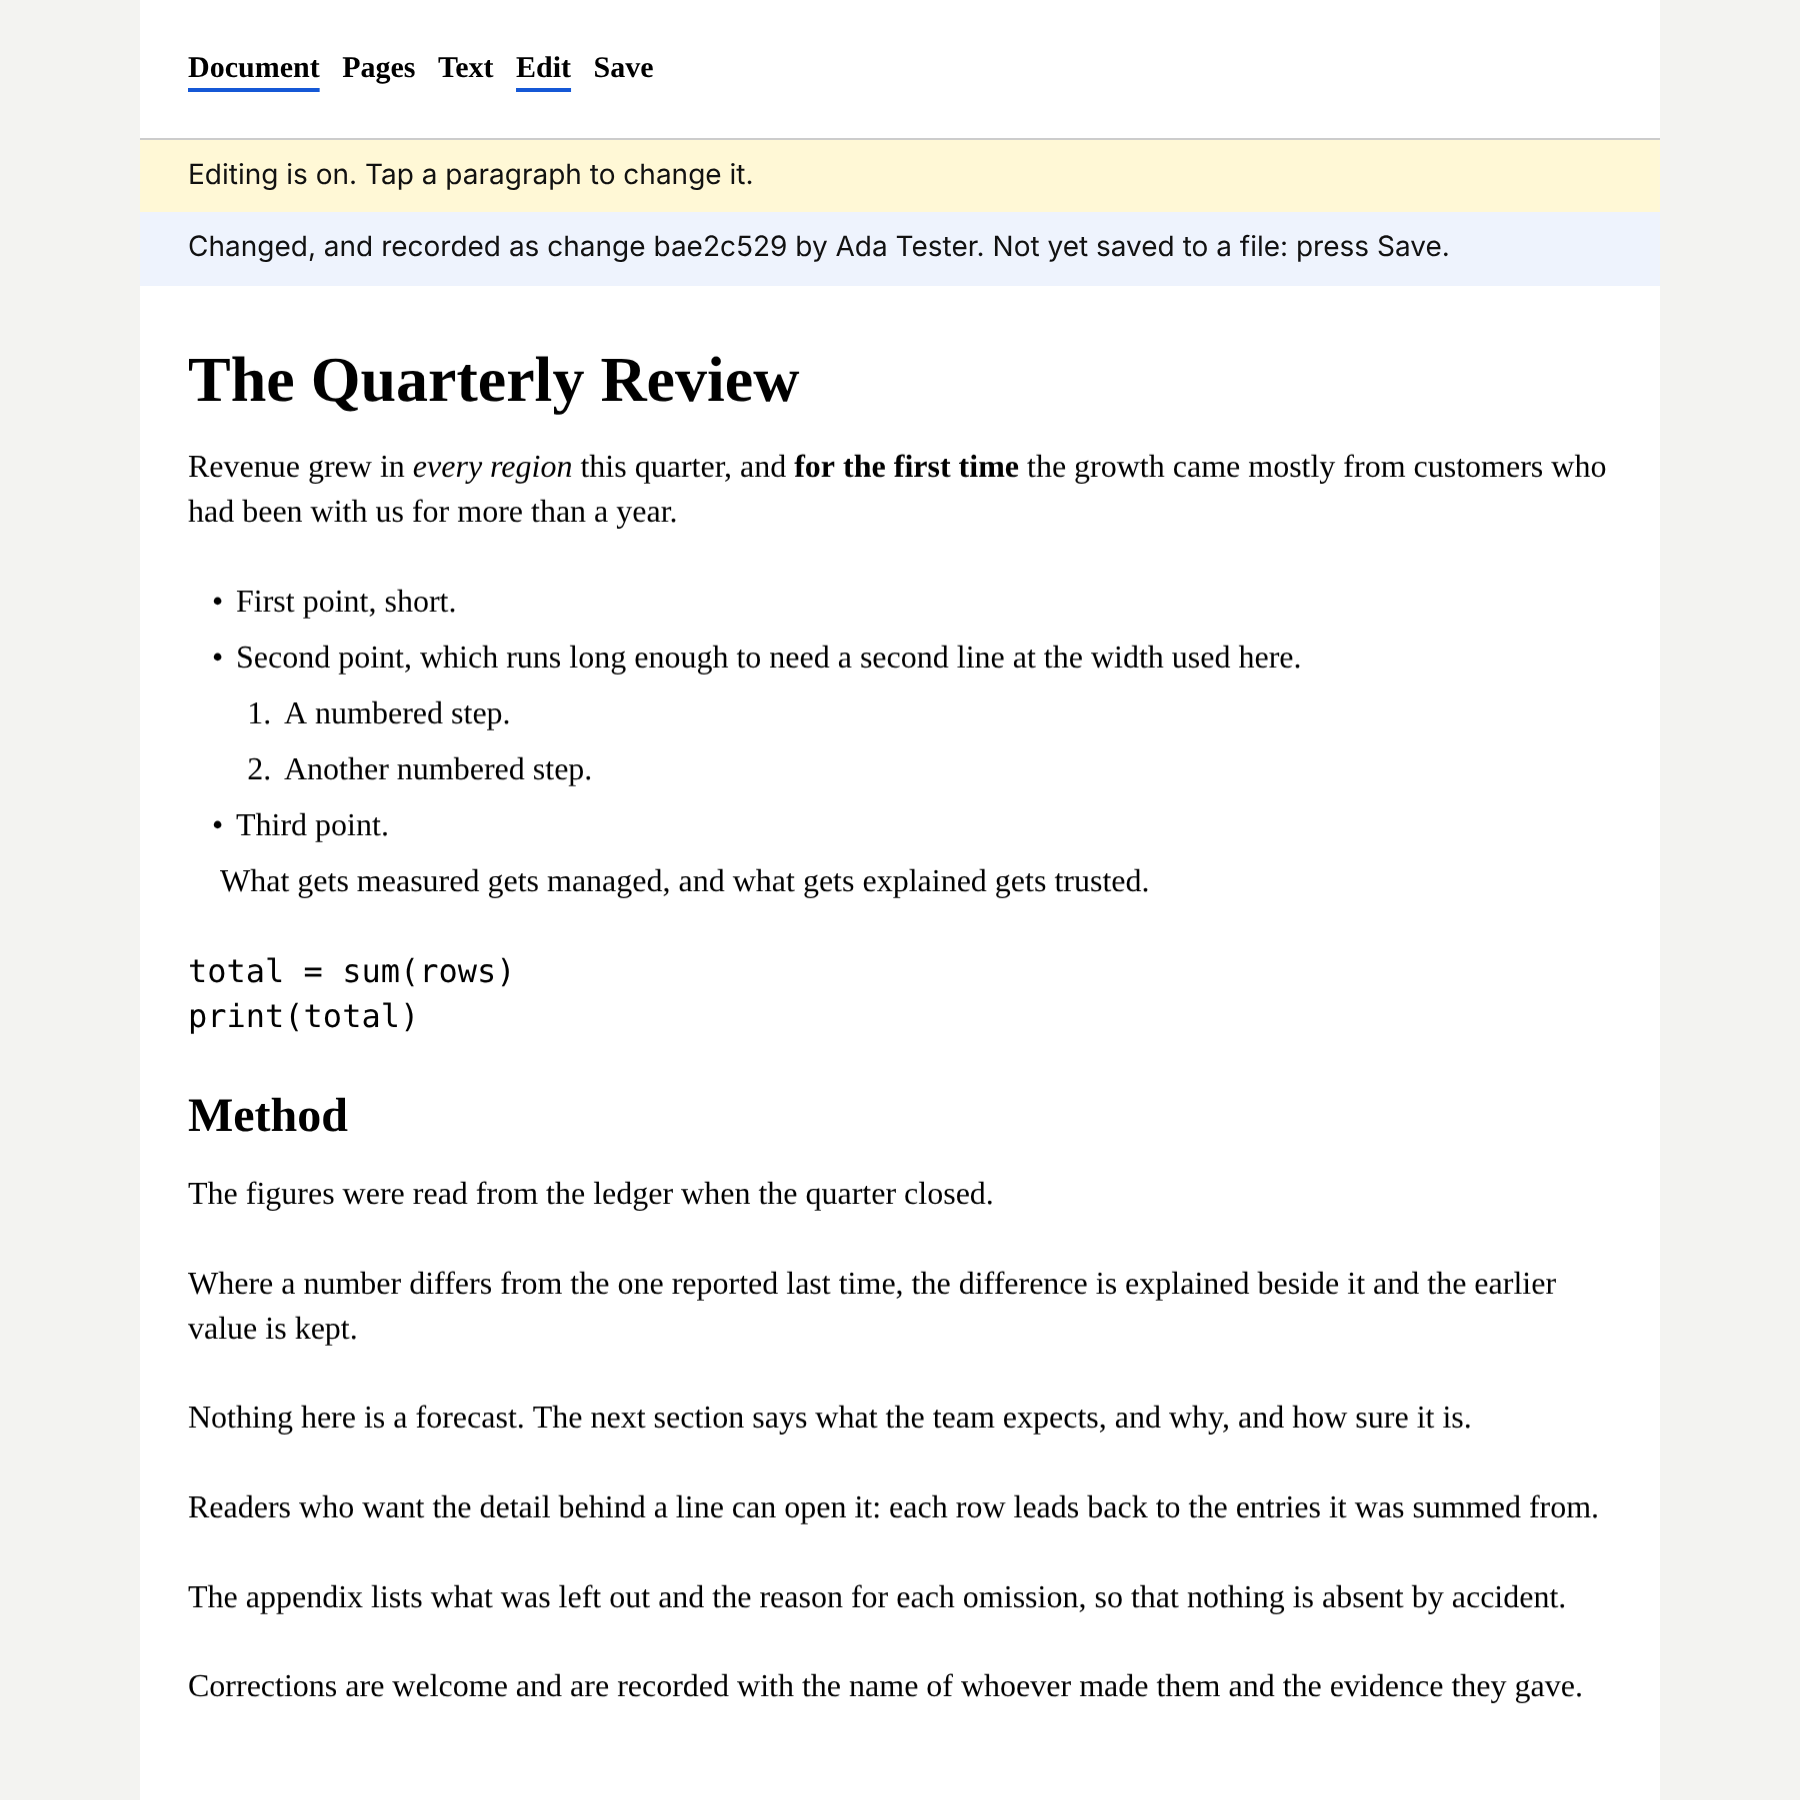 Document Pages Text Edit Save
Editing is on. Tap a paragraph to change it.
Changed, and recorded as change bae2c529 by Ada Tester. Not yet saved to a file: press Save.
The Quarterly Review
Revenue grew in every region this quarter, and for the first time the growth came mostly from customers who
had been with us for more than a year.
• First point, short.
• Second point, which runs long enough to need a second line at the width used here.
1. A numbered step.
2. Another numbered step.
• Third point.
What gets measured gets managed, and what gets explained gets trusted.
total = sum(rows)
print(total)
Method
The figures were read from the ledger when the quarter closed.
Where a number differs from the one reported last time, the difference is explained beside it and the earlier
value is kept.
Nothing here is a forecast. The next section says what the team expects, and why, and how sure it is.
Readers who want the detail behind a line can open it: each row leads back to the entries it was summed from.
The appendix lists what was left out and the reason for each omission, so that nothing is absent by accident.
Corrections are welcome and are recorded with the name of whoever made them and the evidence they gave.